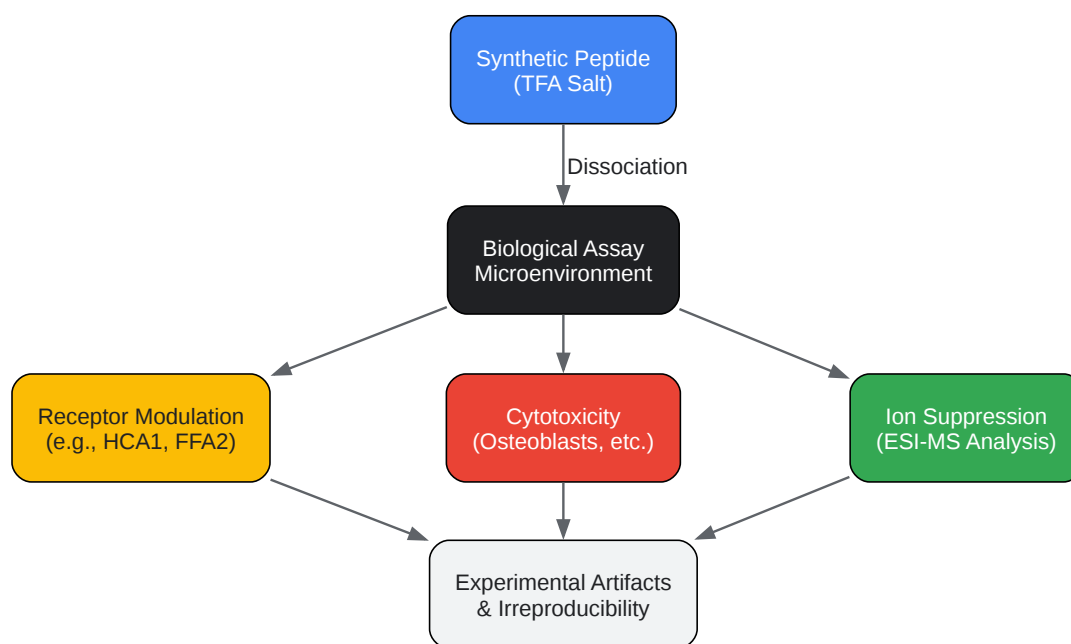 Synthetic Peptide
(TFA Salt)
Dissociation
Biological Assay
Microenvironment
Receptor Modulation
(e.g., HCA1, FFA2)
Cytotoxicity
(Osteoblasts, etc.)
Ion Suppression
(ESI-MS Analysis)
Experimental Artifacts
& Irreproducibility